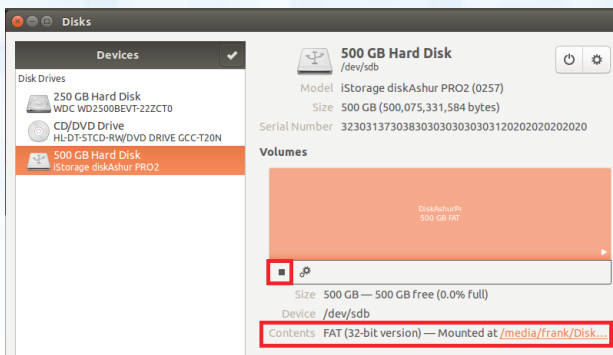 Disks
Devices
Disk Drives
250 GB Hard Disk
WDC WD2500BEVT-22ZCT0
CD/DVD Drive
HL-DT-STCD-RW/DVD DRIVE GCC-T20N
500 GB Hard Disk
iStorage diskAshur PRO2
500 GB Hard Disk
/dev/sdb
Model iStorage diskAshur PRO2 (0257)
Size 500 GB (500,075,331,584 bytes)
Serial Number 32303137303830303030303031202020202020
Volumes
DiskAshurPr
500 GB FAT
Size 500 GB — 500 GB free (0.0% full)
Device /dev/sdb
Contents FAT (32-bit version) — Mounted at /media/frank/Disk...